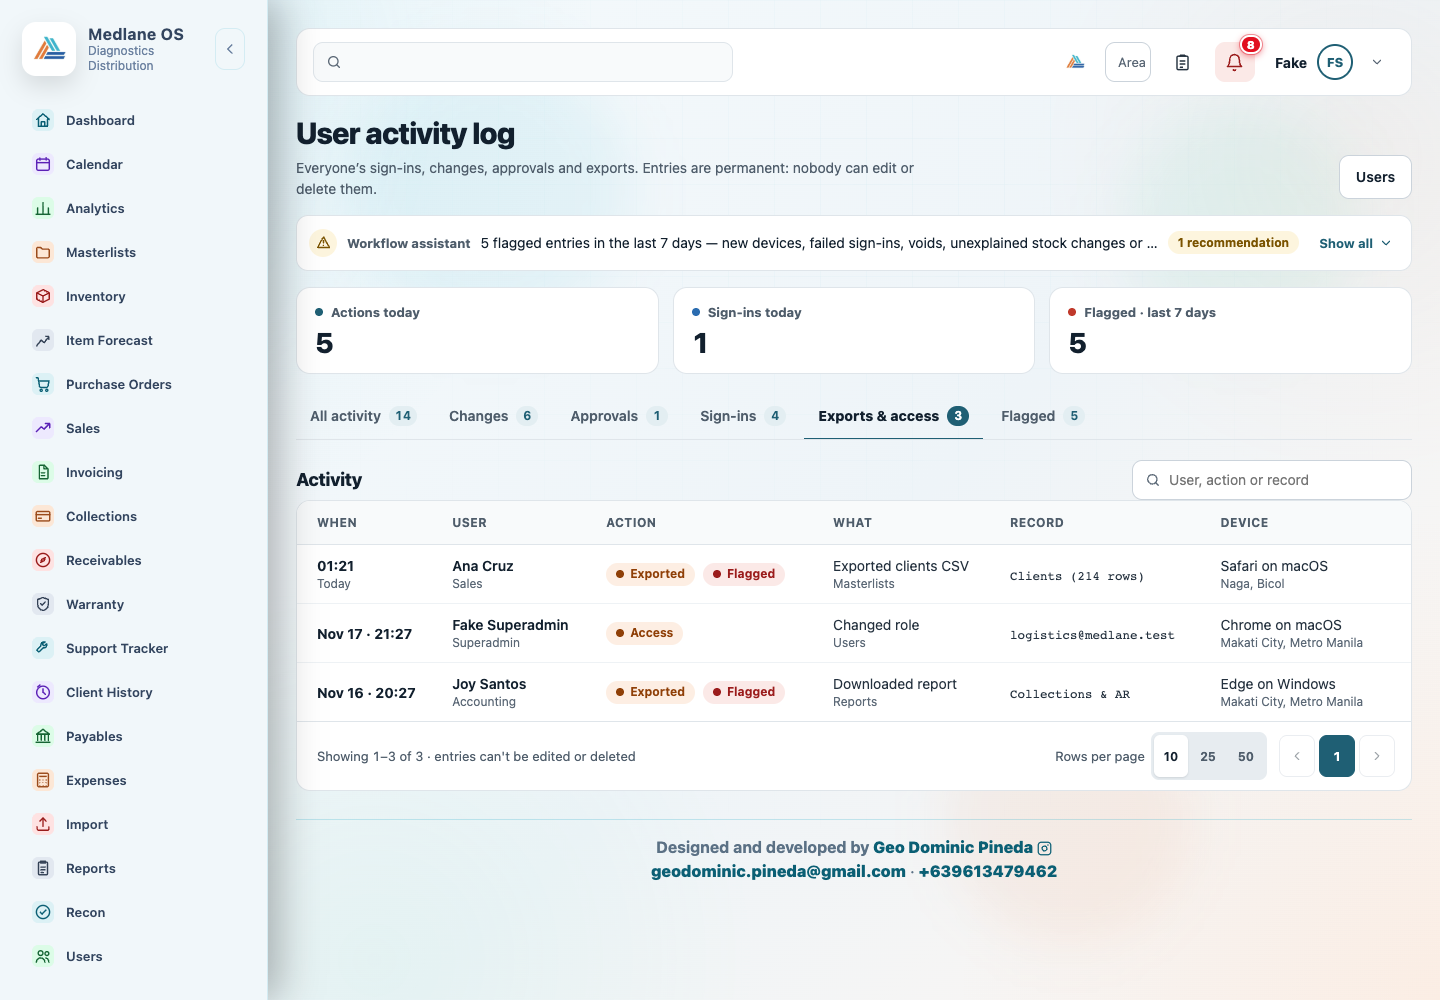 Medlane OS
Diagnostics
Distribution
Dashboard
Calendar
Analytics
Masterlists
Inventory
Item Forecast
Purchase Orders
Sales
Invoicing
Collections
Receivables
Warranty
Support Tracker
Client History
Payables
Expenses
Import
Reports
Recon
Users
Area
8
Fake
FS
User activity log
Everyone's sign-ins, changes, approvals and exports. Entries are permanent: nobody can edit or
delete them.
Users
Workflow assistant 5 flagged entries in the last 7 days — new devices, failed sign-ins, voids, unexplained stock changes or ... 1 recommendation Show all
Actions today
5
Sign-ins today
1
Flagged · last 7 days
5
All activity 14 Changes 6 Approvals 1 Sign-ins 4 Exports & access 3 Flagged 5
Activity
User, action or record
WHEN USER ACTION WHAT RECORD DEVICE
01:21 Ana Cruz Exported Flagged Exported clients CSV Clients (214 rows) Safari on macOS
Today Sales Masterlists Naga, Bicol
Nov 17 · 21:27 Fake Superadmin Access Changed role logistics@medlane.test Chrome on macOS
Superadmin Users Makati City, Metro Manila
Nov 16 · 20:27 Joy Santos Exported Flagged Downloaded report Collections & AR Edge on Windows
Accounting Reports Makati City, Metro Manila
Showing 1–3 of 3 · entries can't be edited or deleted
Rows per page 10 25 50 1
Designed and developed by Geo Dominic Pineda
geodominic.pineda@gmail.com · +639613479462